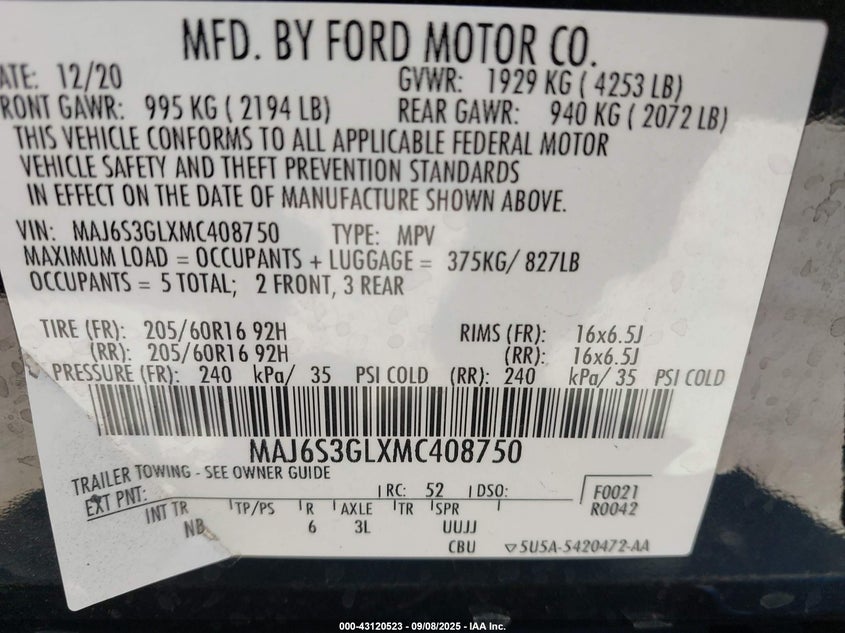 MFD. BY FORD MOTOR CO.
ATE: 12/20 GVWR: 1929 KG ( 4253 LB)
RONT GAWR: 995 KG ( 2194 LB) REAR GAWR: 940 KG ( 2072 LB)
THIS VEHICLE CONFORMS TO ALL APPLICABLE FEDERAL MOTOR
VEHICLE SAFETY AND THEFT PREVENTION STANDARDS
IN EFFECT ON THE DATE OF MANUFACTURE SHOWN ABOVE.
VIN: MAJ6S3GLXMC408750 TYPE: MPV
MAXIMUM LOAD = OCCUPANTS + LUGGAGE = 375KG/ 827LB
OCCUPANTS = 5 TOTAL; 2 FRONT, 3 REAR
TIRE (FR): 205/60R16 92H RIMS (FR): 16x6.5J
(RR): 205/60R16 92H (RR): 16x6.5J
PRESSURE (FR): 240 kPa/ 35 PSI COLD (RR): 240 kPa/ 35 PSI COLD
MAJ6S3GLXMC408750
TRAILER TOWING - SEE OWNER GUIDE
EXT PNT: RC: 52 DSO: F0021
R0042
INT TR TP/PS R AXLE TR SPR
NB 6 3L UUJJ
CBU ▽5U5A-5420472-AA
000-43120523 - 09/08/2025 - IAA Inc.